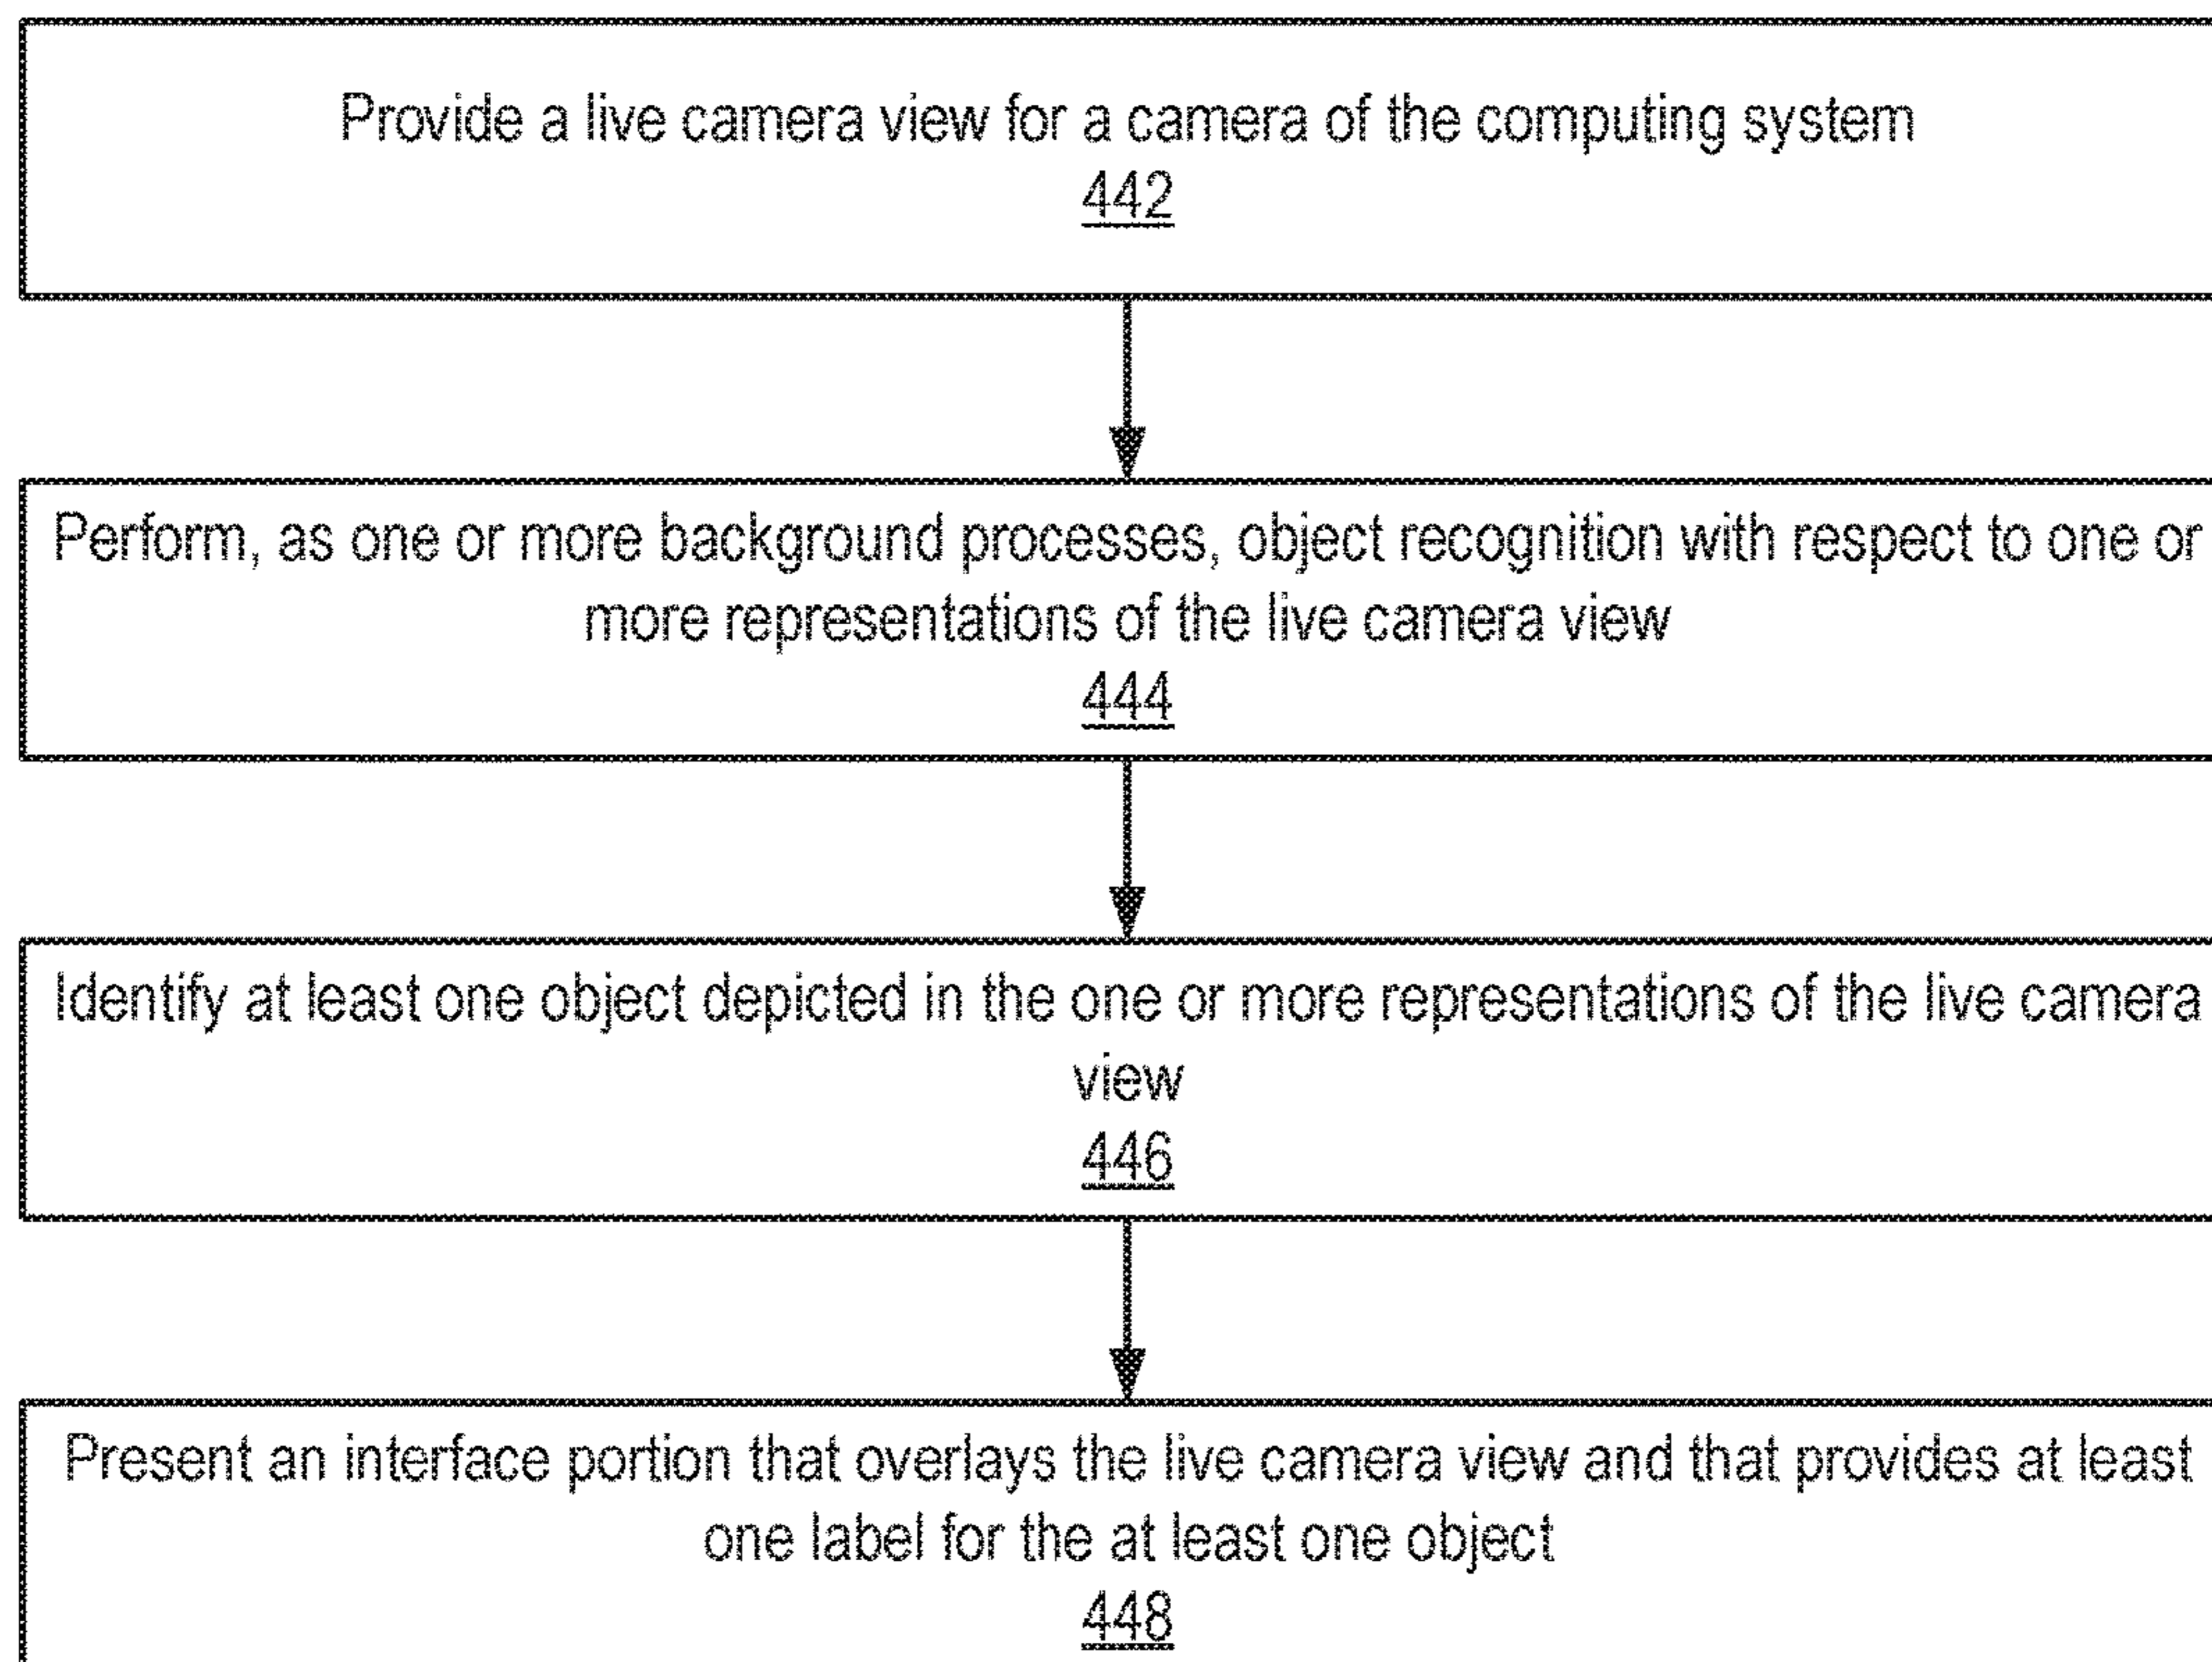 Provide a live camera view for a camera of the computing system
442
Perform, as one or more background processes, object recognition with respect to one or
more representations of the live camera view
444
Identify at least one object depicted in the one or more representations of the live camera
view
446
Present an interface portion that overlays the live camera view and that provides at least
one label for the at least one object
448